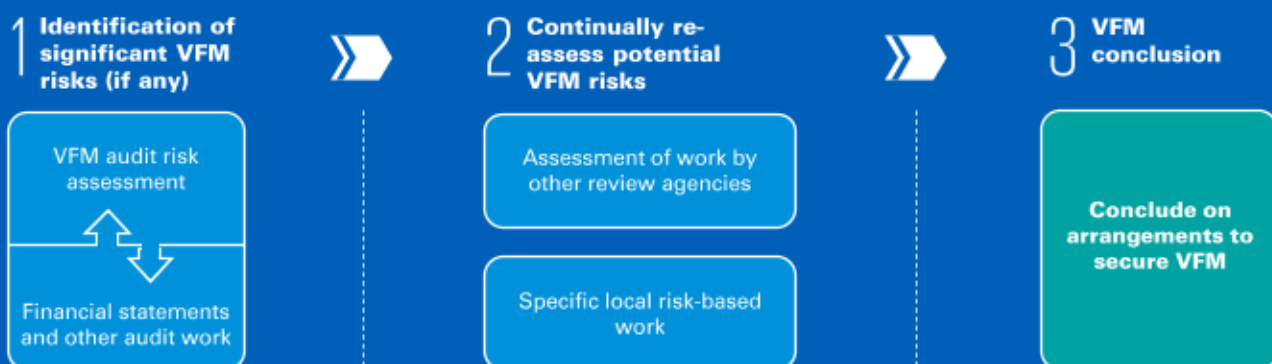 1 Identification of
significant VFM
risks (if any)
2 Continually re-
assess potential
VFM risks
3 VFM
conclusion
VFM audit risk
assessment
Financial statements
and other audit work
Assessment of work by
other review agencies
Specific local risk-based
work
Conclude on
arrangements to
secure VFM